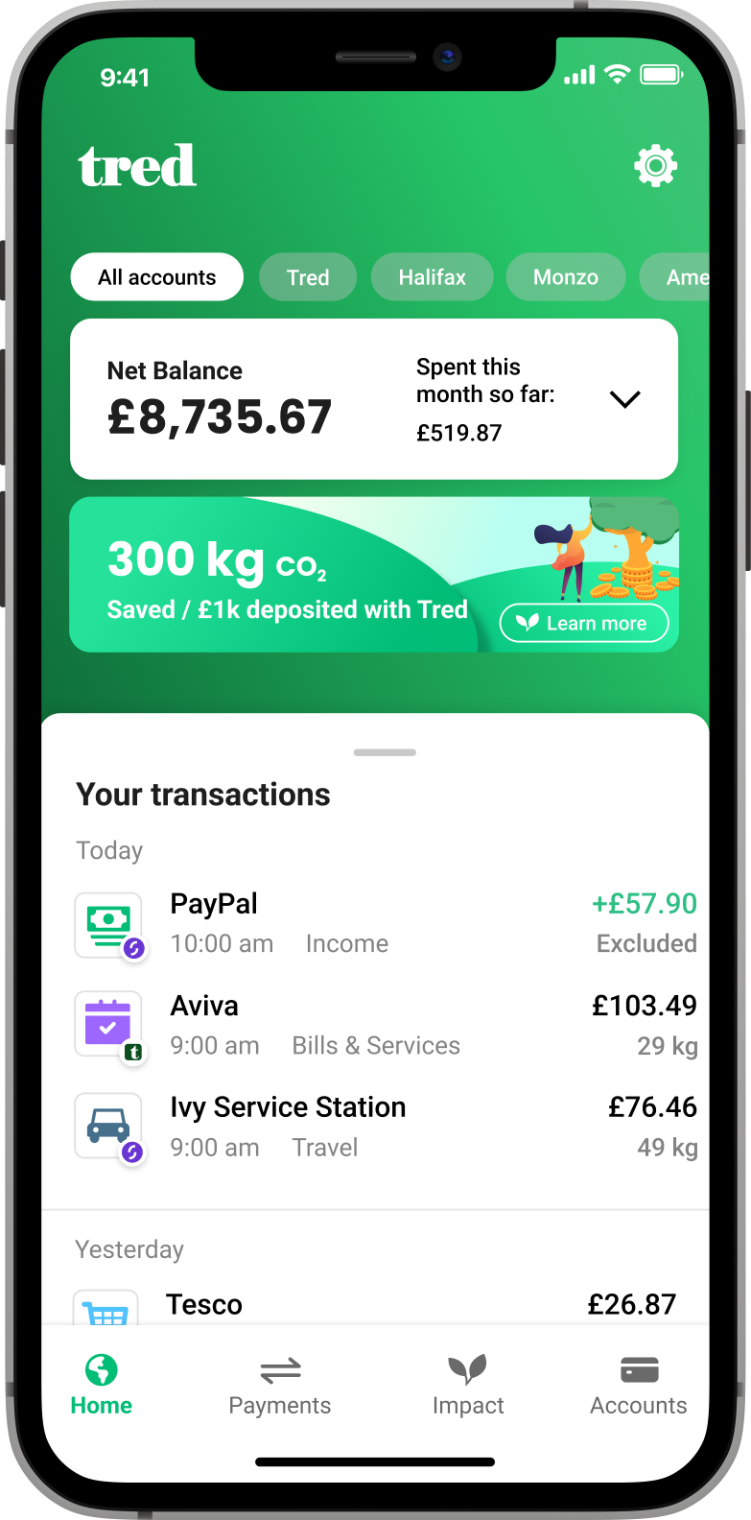 9:41
tred
All accounts Tred Halifax Monzo Ame
Net Balance
£8,735.67
Spent this
month so far:
£519.87
300 kg CO₂
Saved / £1k deposited with Tred
Learn more
Your transactions
Today
PayPal +£57.90
10:00 am Income Excluded
Aviva £103.49
t
9:00 am Bills & Services 29 kg
Ivy Service Station £76.46
9:00 am Travel 49 kg
Yesterday
Tesco £26.87
Home Payments Impact Accounts